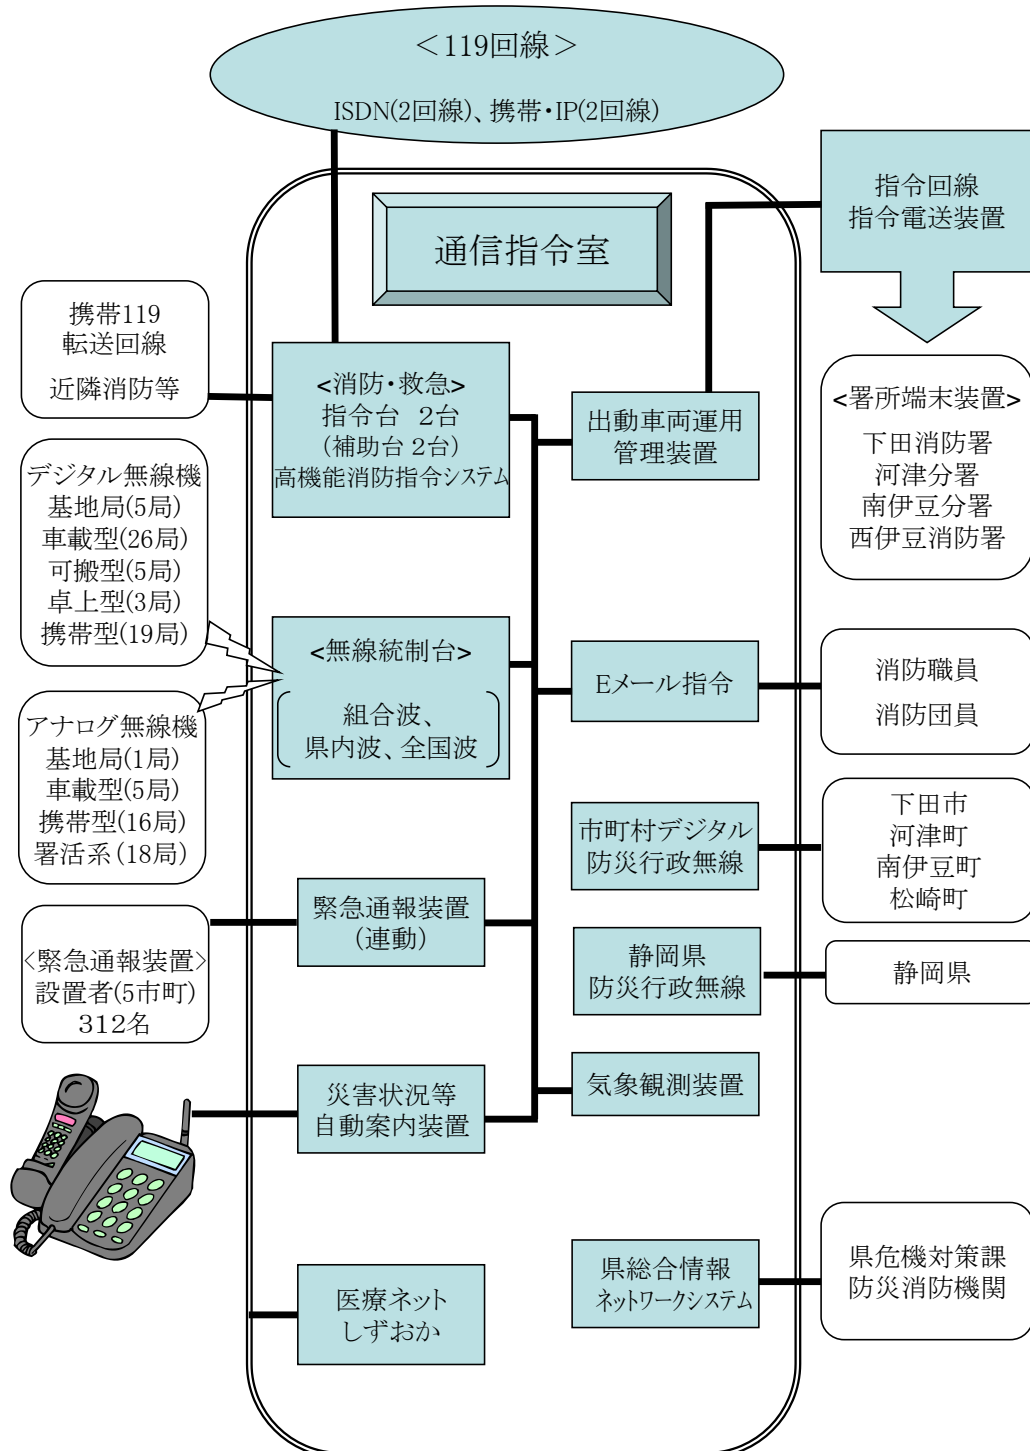 ＜119回線＞
ISDN(2回線)、携帯・IP(2回線)
指令回線
指令電送装置
通信指令室
携帯119
転送回線
近隣消防等
<消防・救急>
指令台 2台
(補助台 2台)
高機能消防指令システム
出動車両運用
管理装置
<署所端末装置>
下田消防署
河津分署
南伊豆分署
西伊豆消防署
デジタル無線機
基地局(5局)
車載型(26局)
可搬型(5局)
卓上型(3局)
携帯型(19局)
<無線統制台>
組合波、
県内波、全国波
Eメール指令
消防職員
消防団員
アナログ無線機
基地局(1局)
車載型(5局)
携帯型(16局)
署活系(18局)
市町村デジタル
防災行政無線
下田市
河津町
南伊豆町
松崎町
緊急通報装置
(連動)
静岡県
防災行政無線
静岡県
<緊急通報装置>
設置者(5市町)
312名
災害状況等
自動案内装置
気象観測装置
医療ネット
しずおか
県総合情報
ネットワークシステム
県危機対策課
防災消防機関